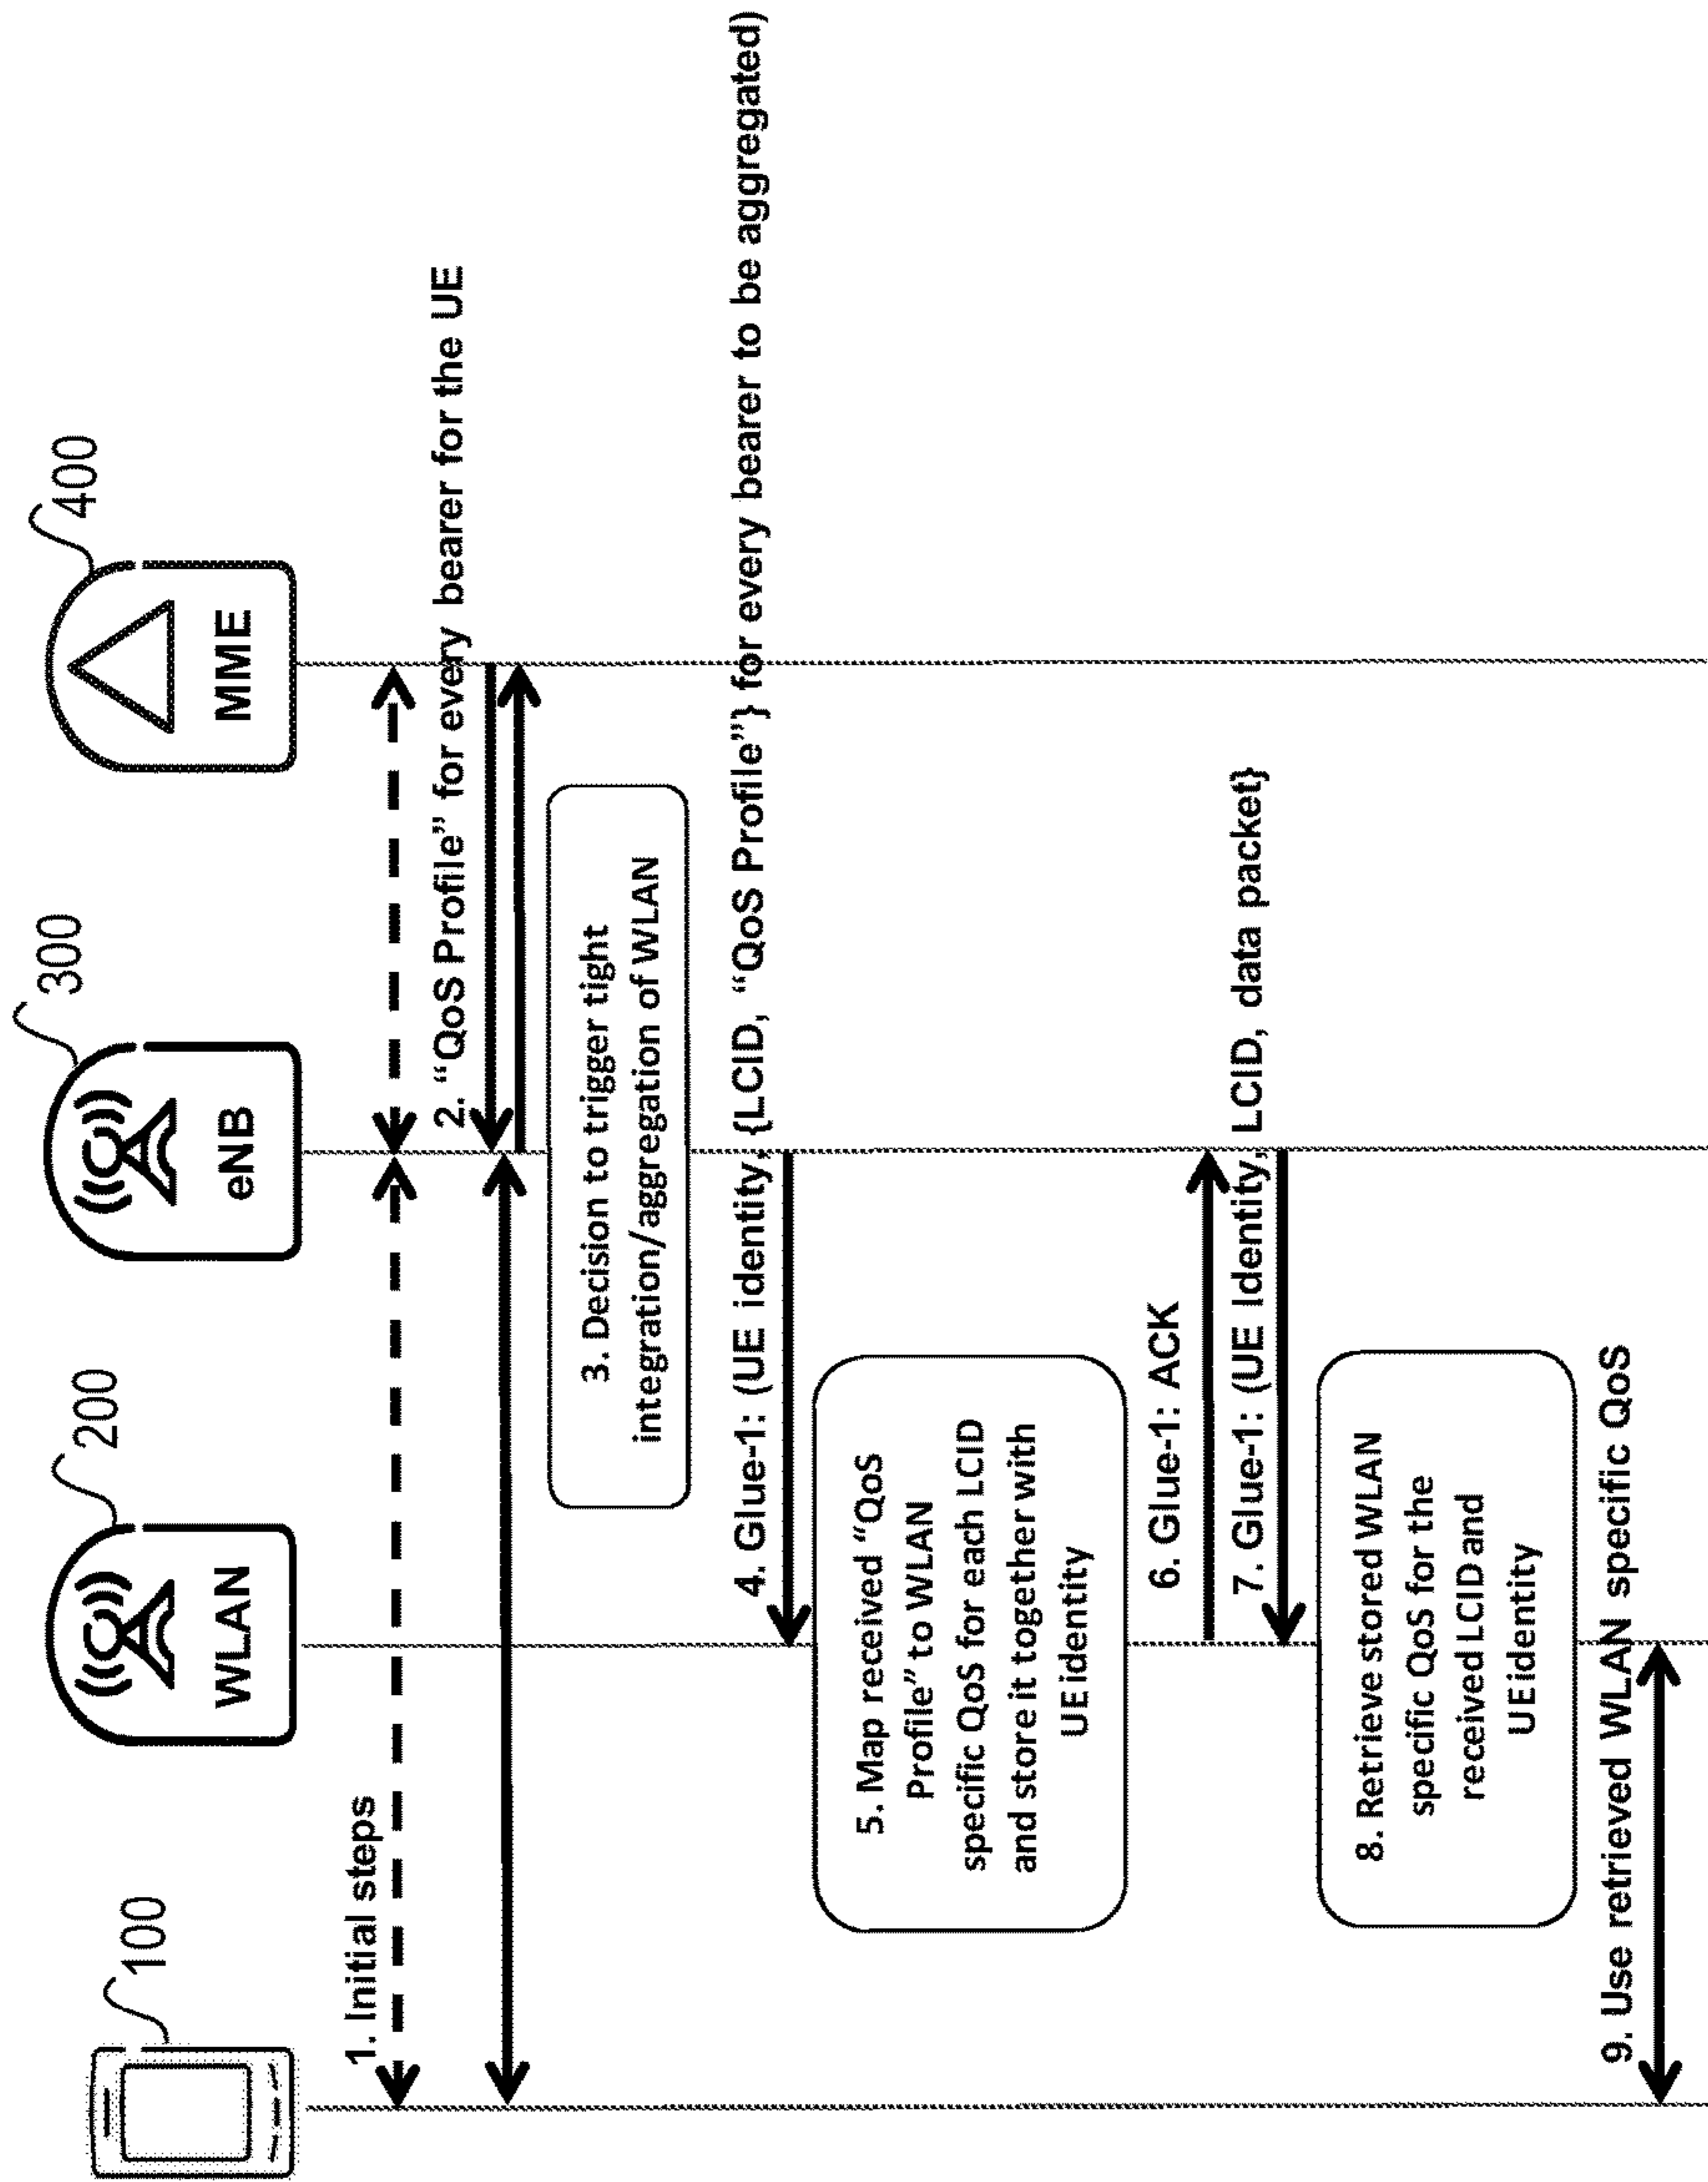 100
200
300
400
WLAN
eNB
MME
1. Initial steps
2. “QoS Profile” for every bearer for the UE
3. Decision to trigger tight
integration/aggregation of WLAN
4. Glue-1: (UE identity, {LCID, “QoS Profile”} for every bearer to be aggregated)
5. Map received “QoS
Profile” to WLAN
specific QoS for each LCID
and store it together with
UE identity
6. Glue-1: ACK
7. Glue-1: (UE Identity, LCID, data packet}
8. Retrieve stored WLAN
specific QoS for the
received LCID and
UE identity
9. Use retrieved WLAN specific QoS